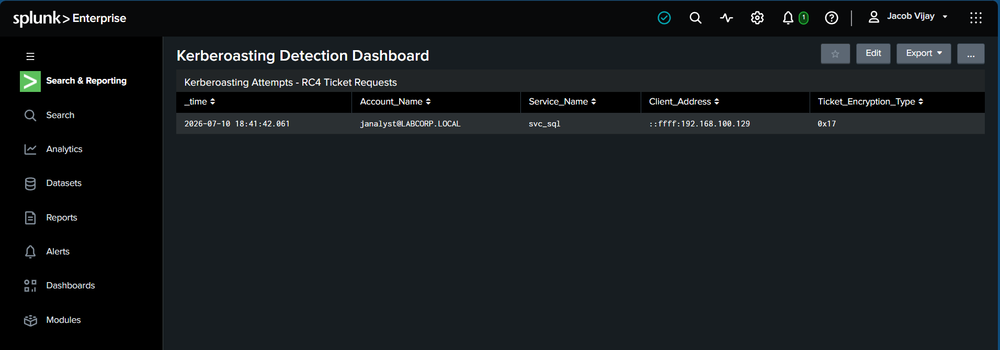 splunk> Enterprise
1
Jacob Vijay
Search & Reporting
Search
Analytics
Datasets
Reports
Alerts
Dashboards
Modules
Kerberoasting Detection Dashboard
Edit
Export
...
Kerberoasting Attempts - RC4 Ticket Requests
_time Account_Name Service_Name Client_Address Ticket_Encryption_Type
2026-07-10 18:41:42.061 janalyst@LABCORP.LOCAL svc_sql ::ffff:192.168.100.129 0x17